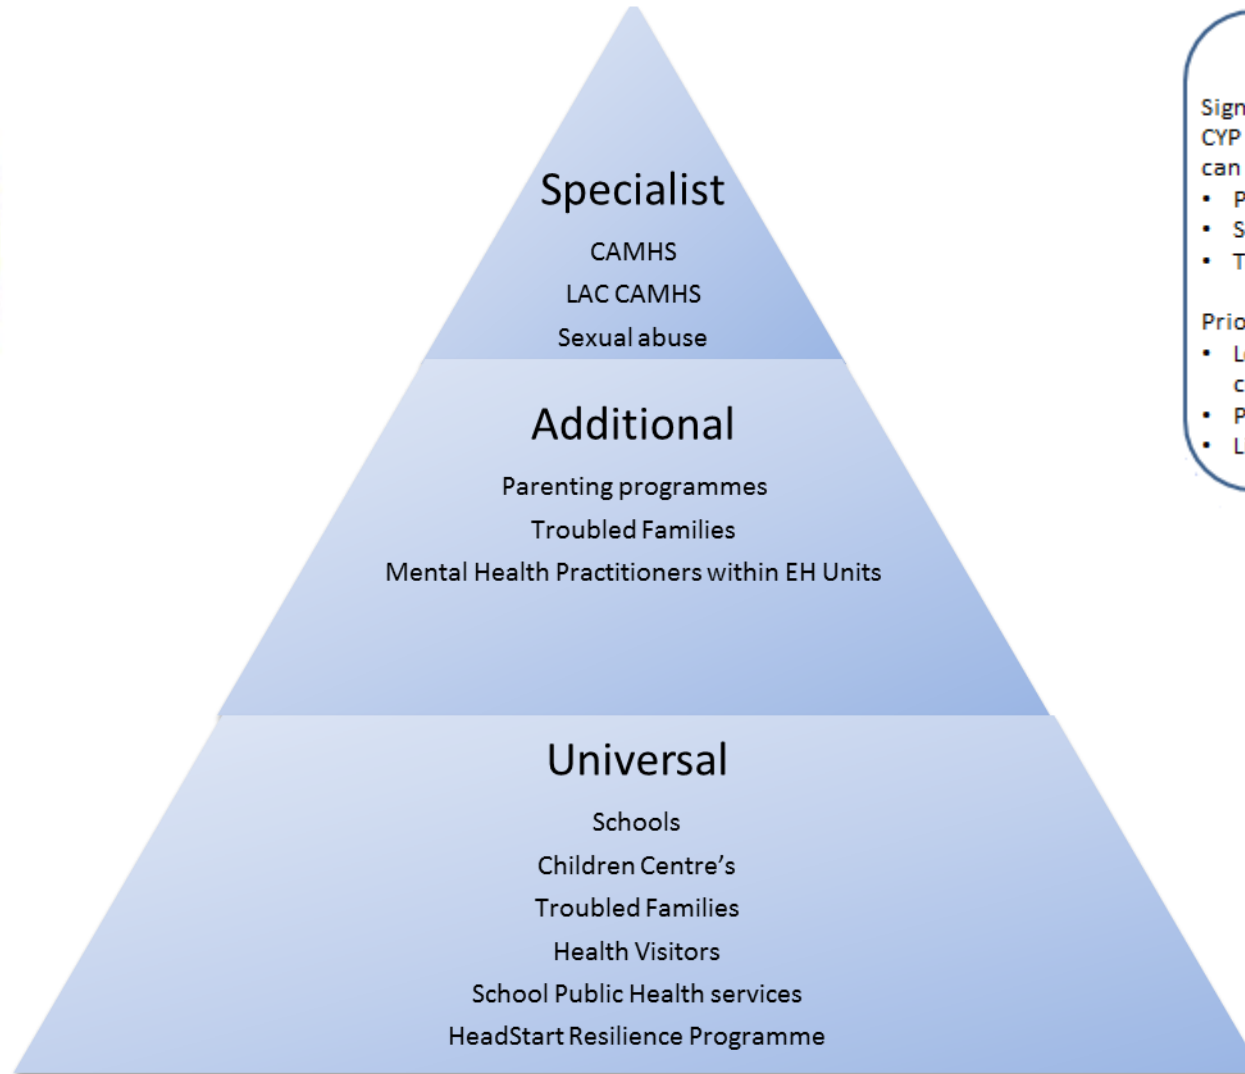 Specialist
CAMHS
LAC CAMHS
Sexual abuse
Additional
Parenting programmes
Troubled Families
Mental Health Practitioners within EH Units
Universal
Schools
Children Centre's
Troubled Families
Health Visitors
School Public Health services
HeadStart Resilience Programme
CYP
can